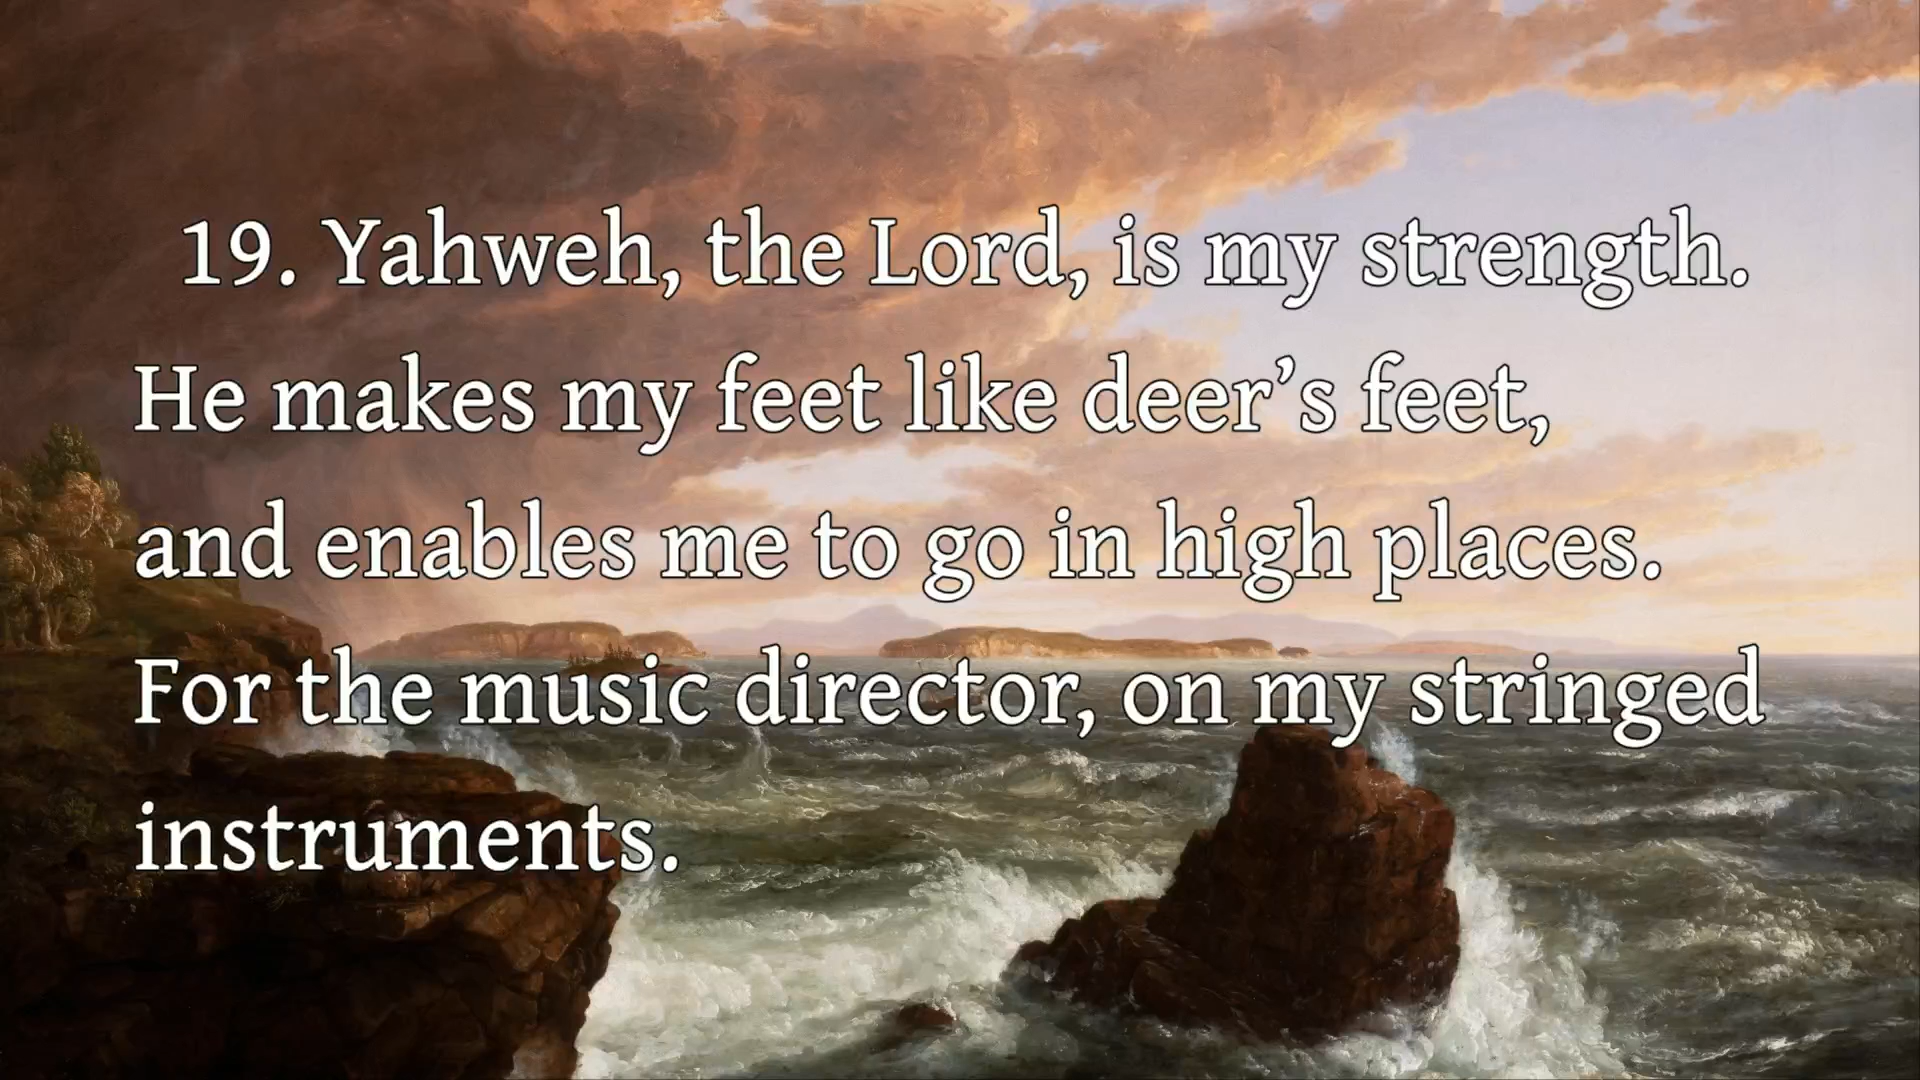 19. Yahweh, the Lord, is my strength.
He makes my feet like deer’s feet,
and enables me to go in high places.
For the music director, on my stringed
instruments.